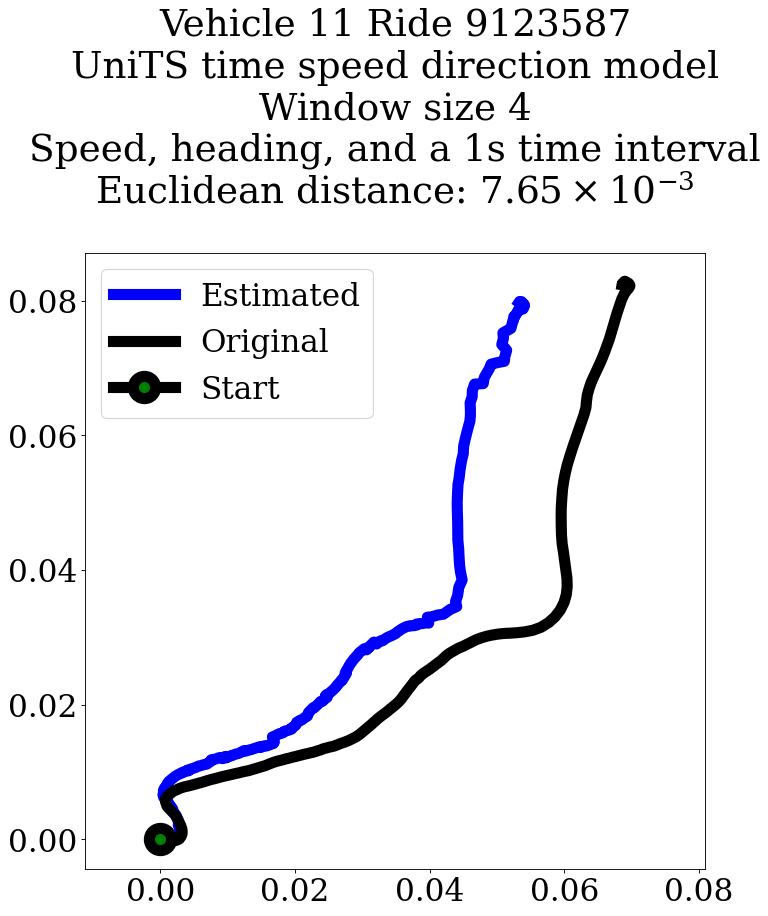 Vehicle 11 Ride 9123587
UniTS time speed direction model
Window size 4
Speed, heading, and a 1s time interval
Euclidean distance: 7.65 × 10⁻³
Estimated
Original
Start
0.08
0.06
0.04
0.02
0.00
0.00 0.02 0.04 0.06 0.08